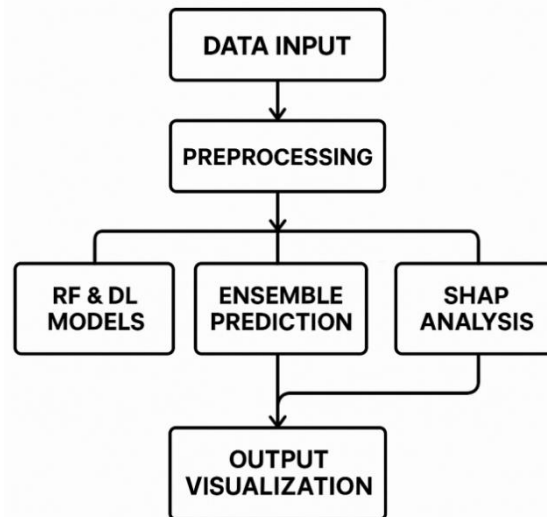 DATA INPUT
PREPROCESSING
RF & DL
MODELS
ENSEMBLE
PREDICTION
SHAP
ANALYSIS
OUTPUT
VISUALIZATION